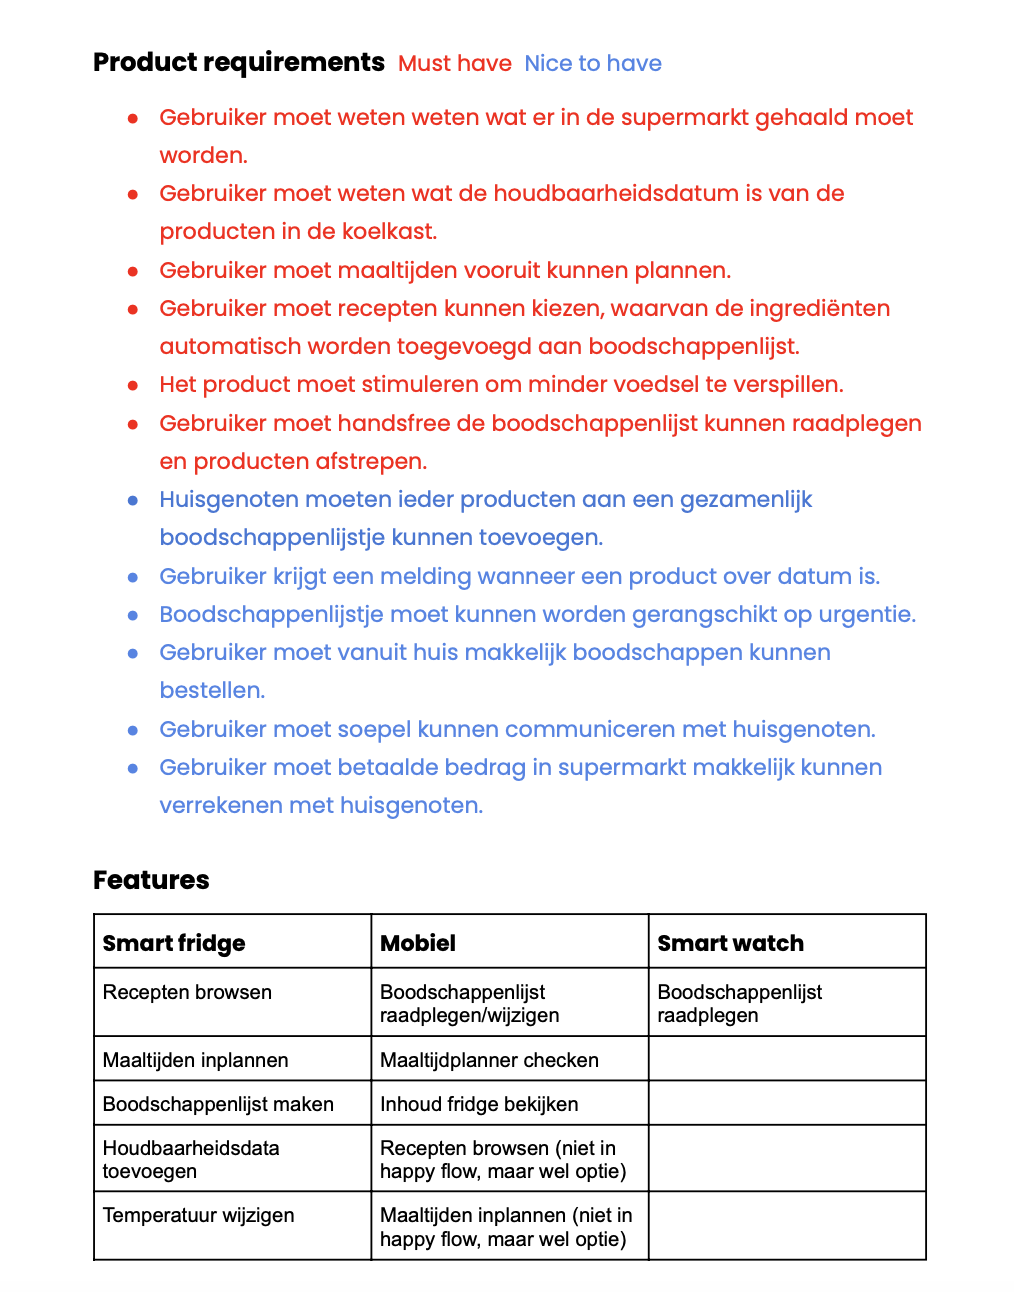 Product requirements Must have Nice to have
● Gebruiker moet weten weten wat er in de supermarkt gehaald moet
worden.
● Gebruiker moet weten wat de houdbaarheidsdatum is van de
producten in de koelkast.
● Gebruiker moet maaltijden vooruit kunnen plannen.
● Gebruiker moet recepten kunnen kiezen, waarvan de ingrediënten
automatisch worden toegevoegd aan boodschappenlijst.
● Het product moet stimuleren om minder voedsel te verspillen.
● Gebruiker moet handsfree de boodschappenlijst kunnen raadplegen
en producten afstrepen.
● Huisgenoten moeten ieder producten aan een gezamenlijk
boodschappenlijstje kunnen toevoegen.
● Gebruiker krijgt een melding wanneer een product over datum is.
● Boodschappenlijstje moet kunnen worden gerangschikt op urgentie.
● Gebruiker moet vanuit huis makkelijk boodschappen kunnen
bestellen.
● Gebruiker moet soepel kunnen communiceren met huisgenoten.
● Gebruiker moet betaalde bedrag in supermarkt makkelijk kunnen
verrekenen met huisgenoten.
Features
Smart fridge Mobiel Smart watch
Recepten browsen
Boodschappenlijst
raadplegen/wijzigen
Boodschappenlijst
raadplegen
Maaltijden inplannen
Maaltijdplanner checken
Boodschappenlijst maken
Inhoud fridge bekijken
Houdbaarheidsdata
toevoegen
Recepten browsen (niet in
happy flow, maar wel optie)
Temperatuur wijzigen
Maaltijden inplannen (niet in
happy flow, maar wel optie)